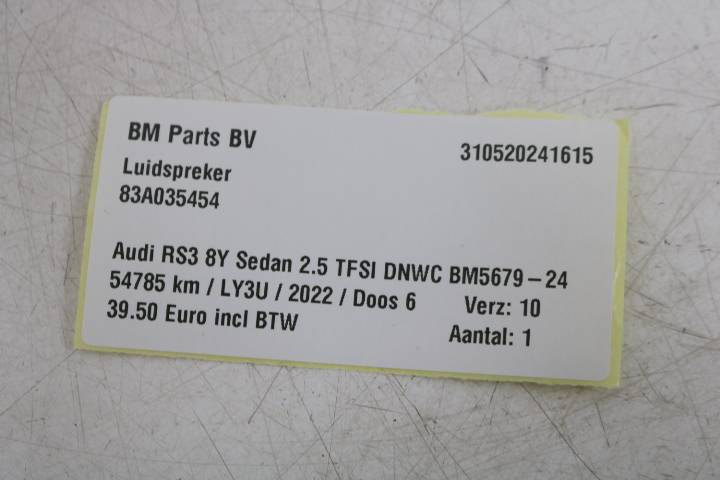 BM Parts BV 310520241615
Luidspreker
83A035454
Audi RS3 8Y Sedan 2.5 TFSI DNWC BM5679-24
54785 km / LY3U / 2022 / Doos 6 Verz: 10
39.50 Euro incl BTW Aantal: 1